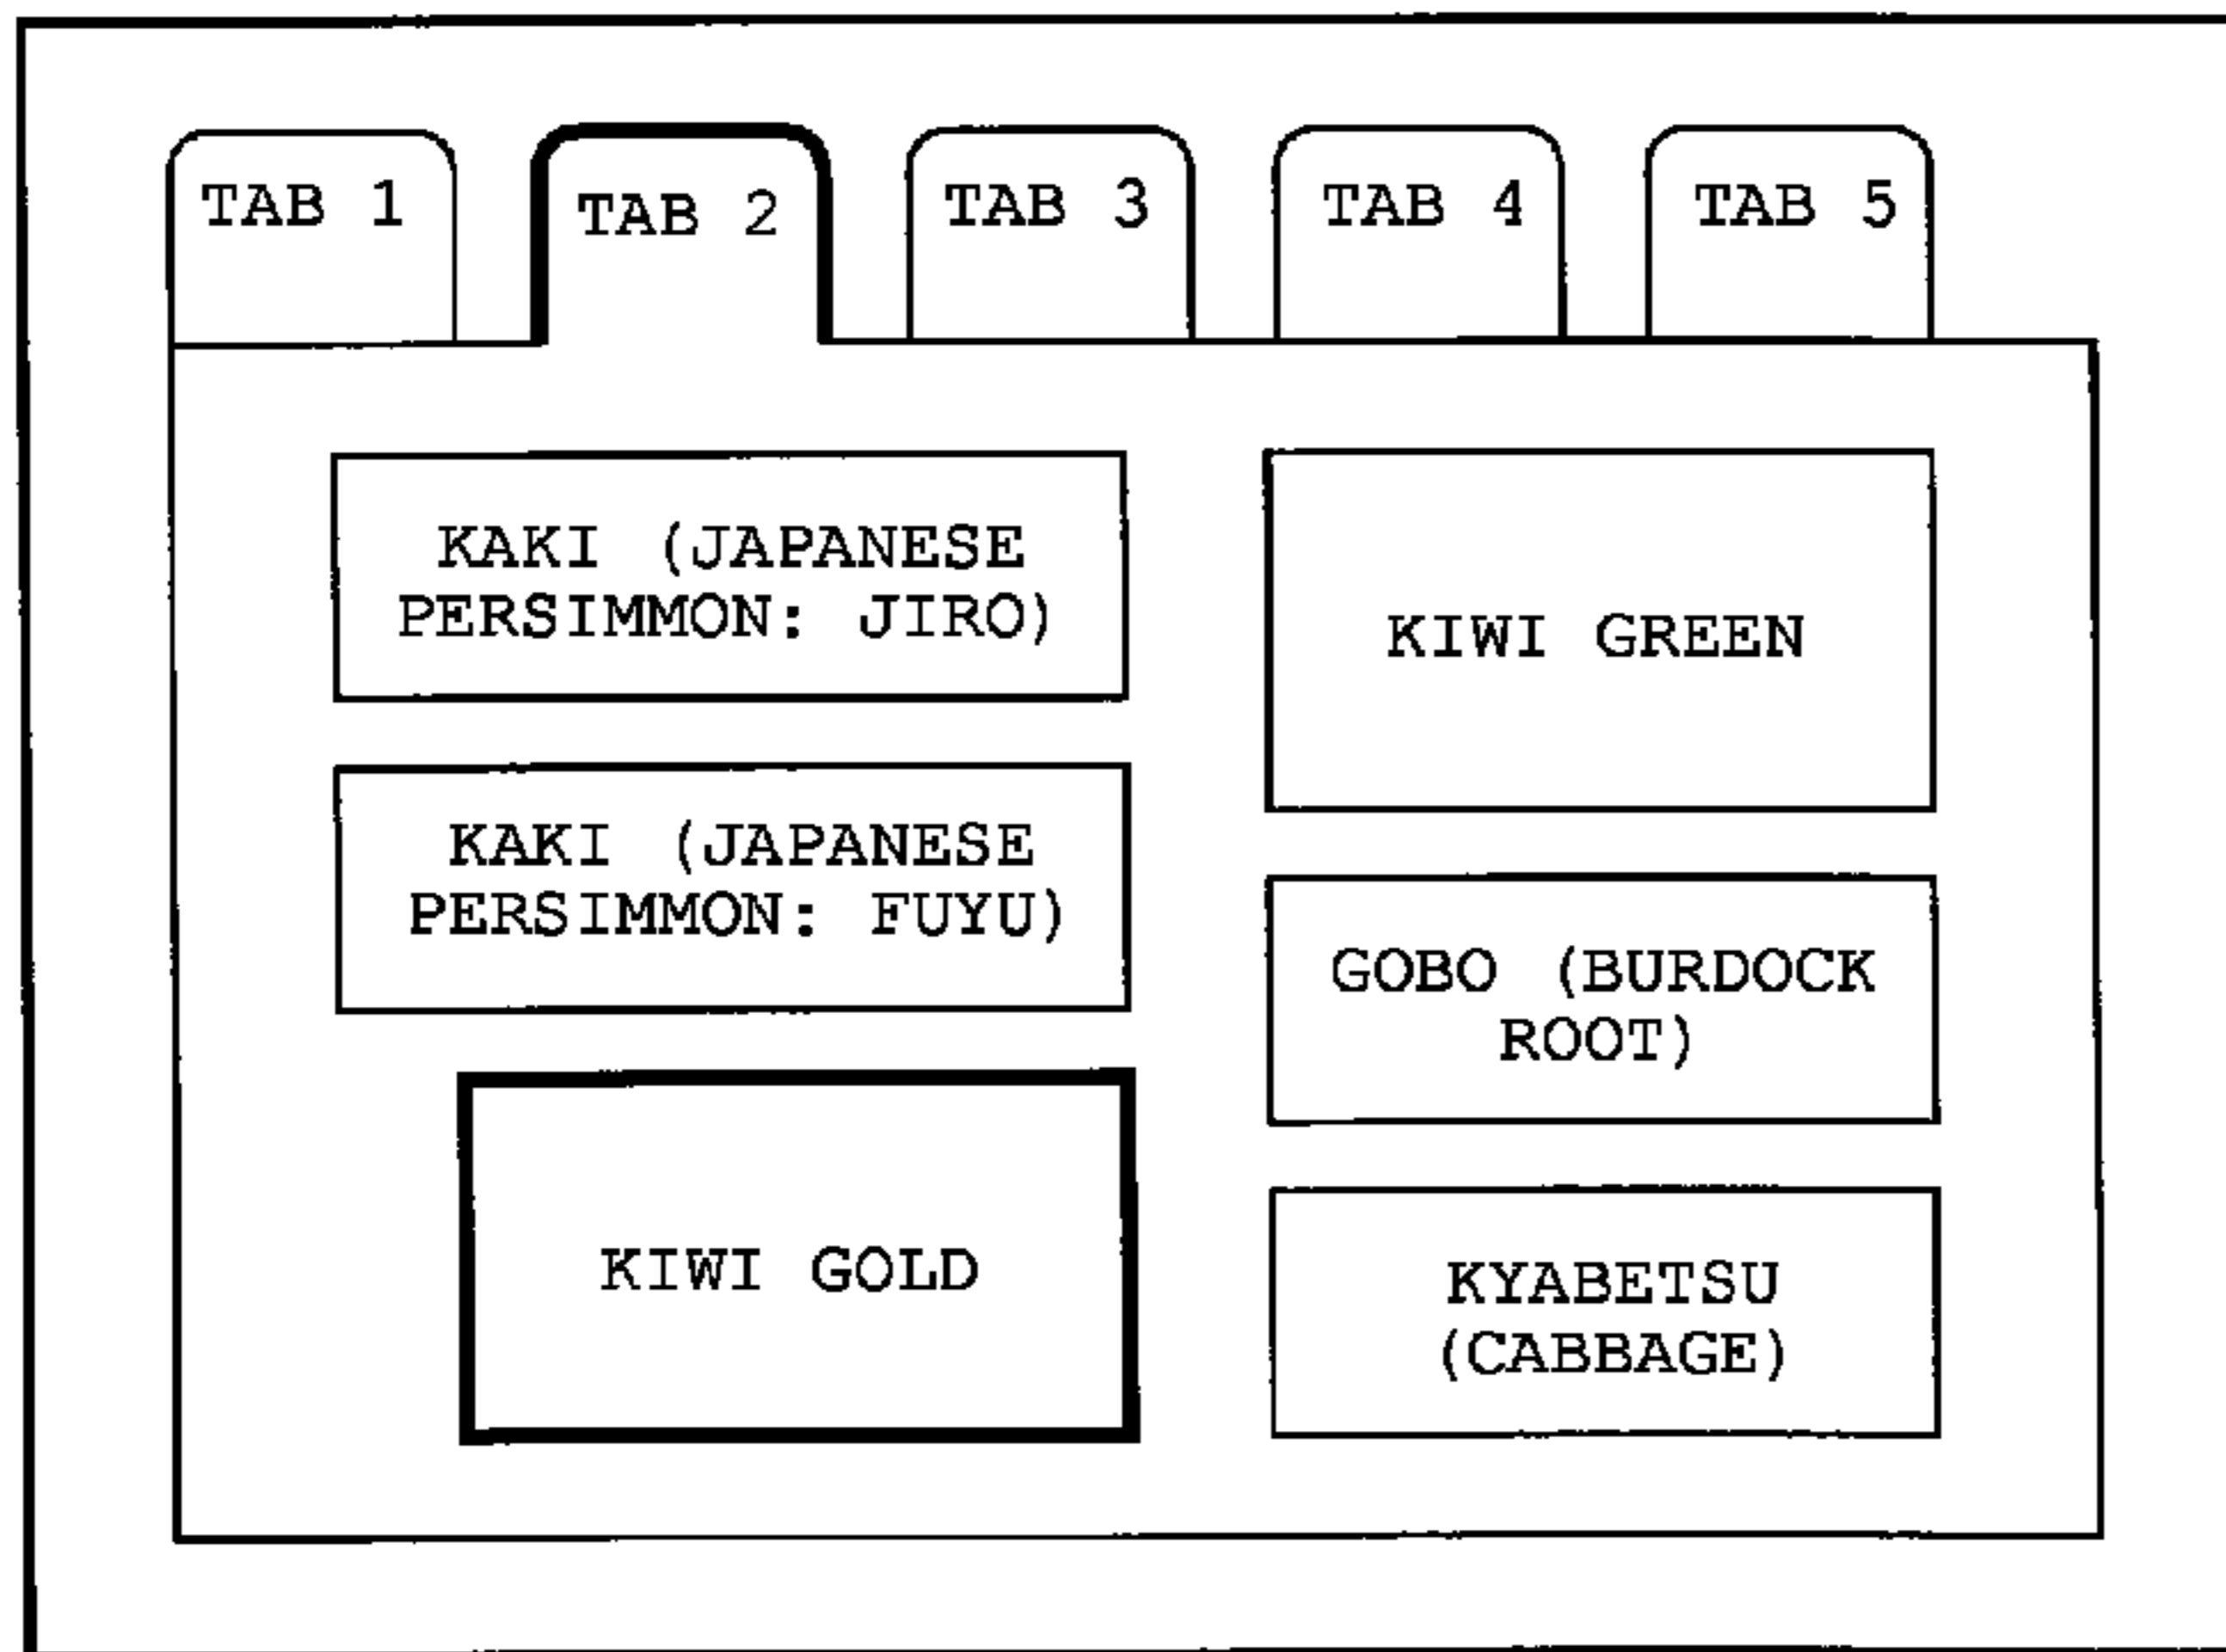 TAB 1
TAB 2
TAB 3
TAB 4
TAB 5
KAKI (JAPANESE
PERSIMMON: JIRO)
KAKI (JAPANESE
PERSIMMON: FUYU)
KIWI GOLD
KIWI GREEN
GOBO (BURDOCK
ROOT)
KYABETSU
(CABBAGE)